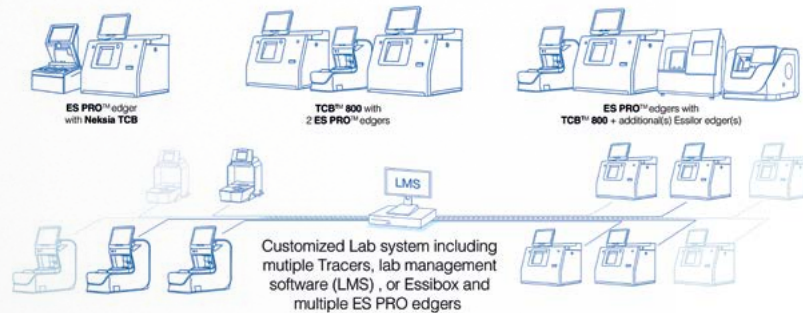 ES PRO™ edger
with Neksia TCB
TCB™ 800 with
2 ES PRO™ edgers
ES PRO™ edgers with
TCB™ 800 + additional(s) Essilor edger(s)
LMS
Customized Lab system including
mutiple Tracers, lab management
software (LMS) , or Essibox and
multiple ES PRO edgers